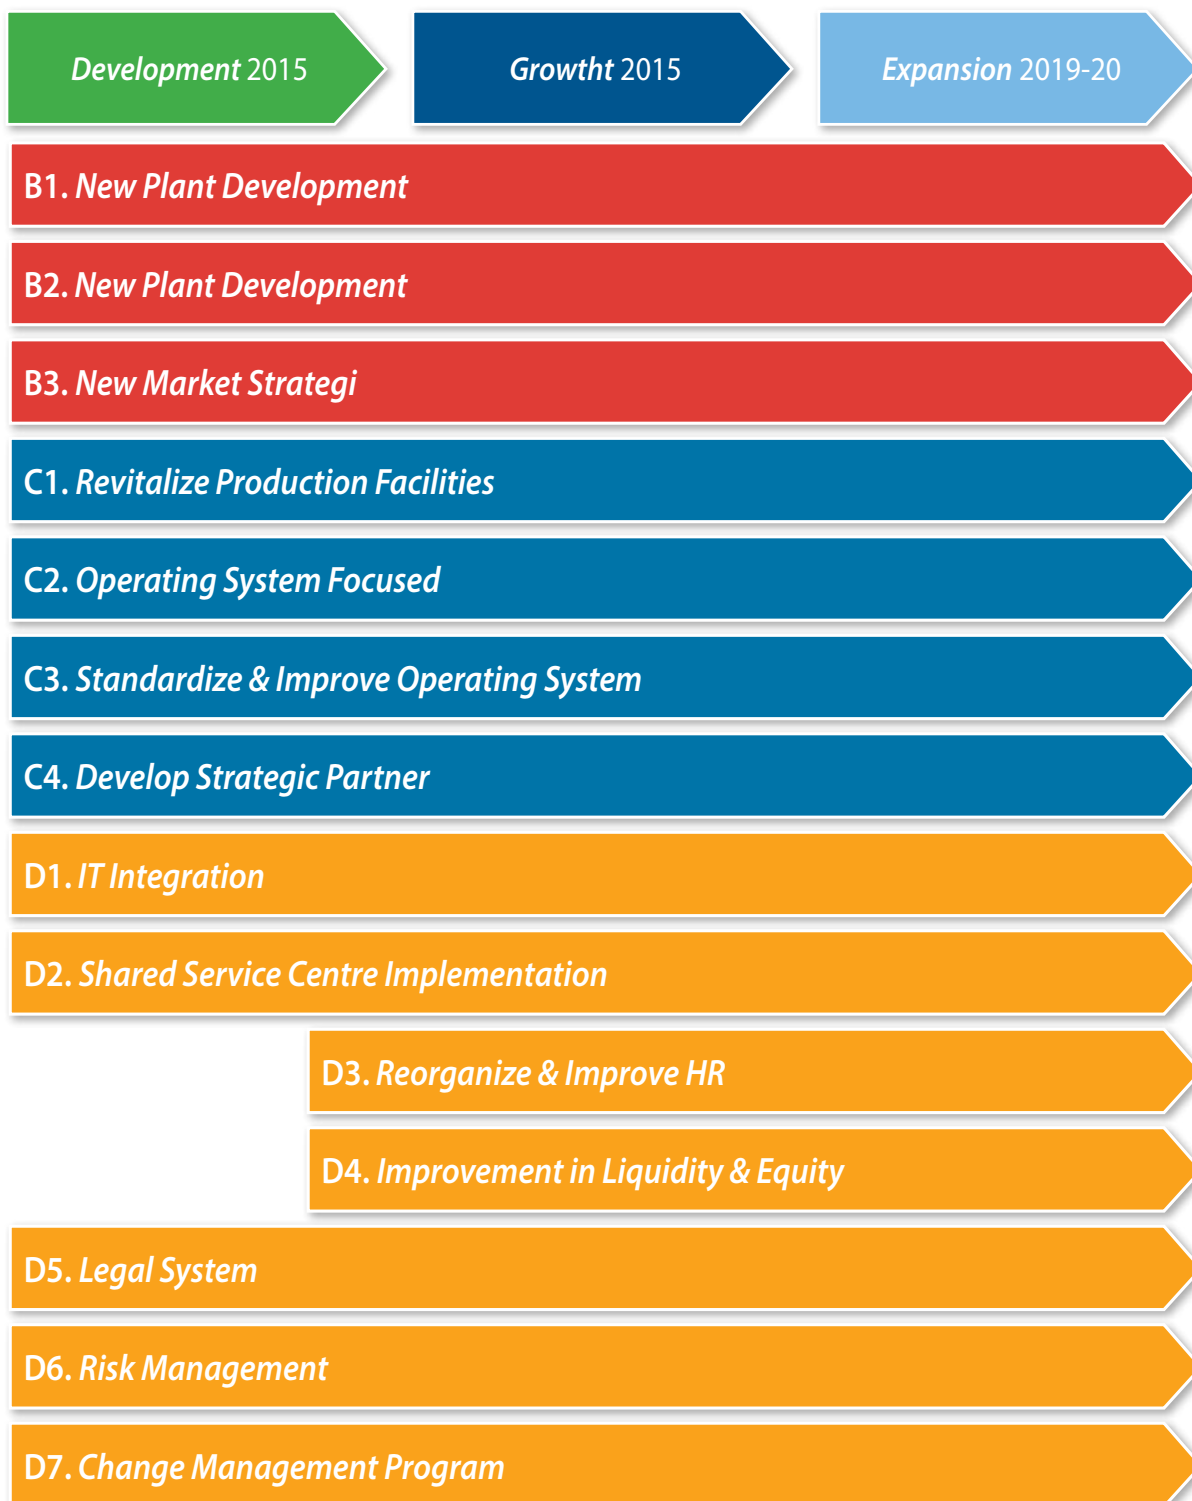 Development 2015
Growtht 2015
Expansion 2019-20
B1. New Plant Development
B2. New Plant Development
B3. New Market Strategi
C1. Revitalize Production Facilities
C2. Operating System Focused
C3. Standardize & Improve Operating System
C4. Develop Strategic Partner
D1. IT Integration
D2. Shared Service Centre Implementation
D3. Reorganize & Improve HR
D4. Improvement in Liquidity & Equity
D5. Legal System
D6. Risk Management
D7. Change Management Program